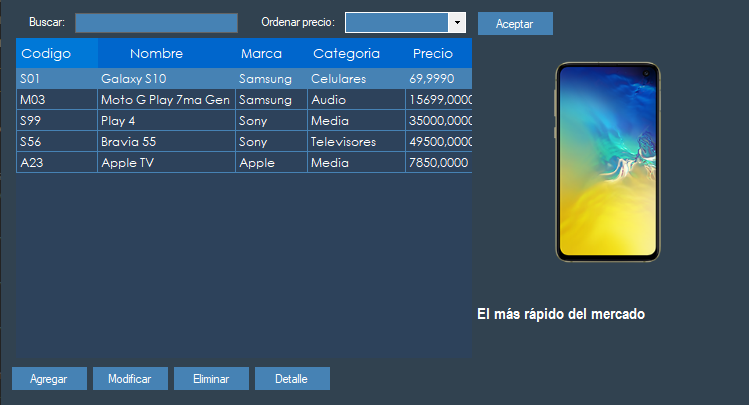 Buscar: Ordenar precio: Aceptar
Codigo Nombre Marca Categoria Precio
S01 Galaxy S10 Samsung Celulares 69,9990
M03 Moto G Play 7ma Gen Samsung Audio 15699,0000
S99 Play 4 Sony Media 35000,0000
S56 Bravia 55 Sony Televisores 49500,0000
A23 Apple TV Apple Media 7850,0000
El más rápido del mercado
Agregar Modificar Eliminar Detalle